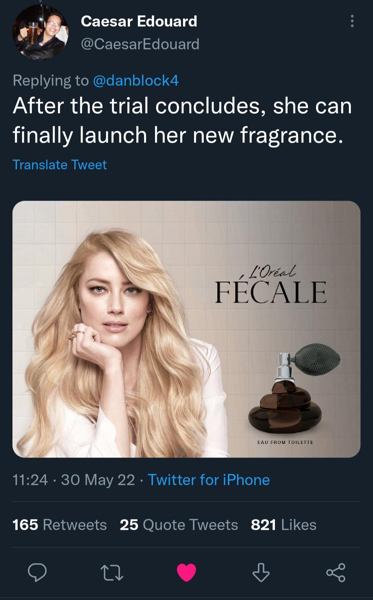 Caesar Edouard
@CaesarEdouard
Replying to @danblock4
After the trial concludes, she can
finally launch her new fragrance.
Translate Tweet
L'Oréal
FÉCALE
EAU FROM TOILETTE
11:24 · 30 May 22 · Twitter for iPhone
165 Retweets 25 Quote Tweets 821 Likes